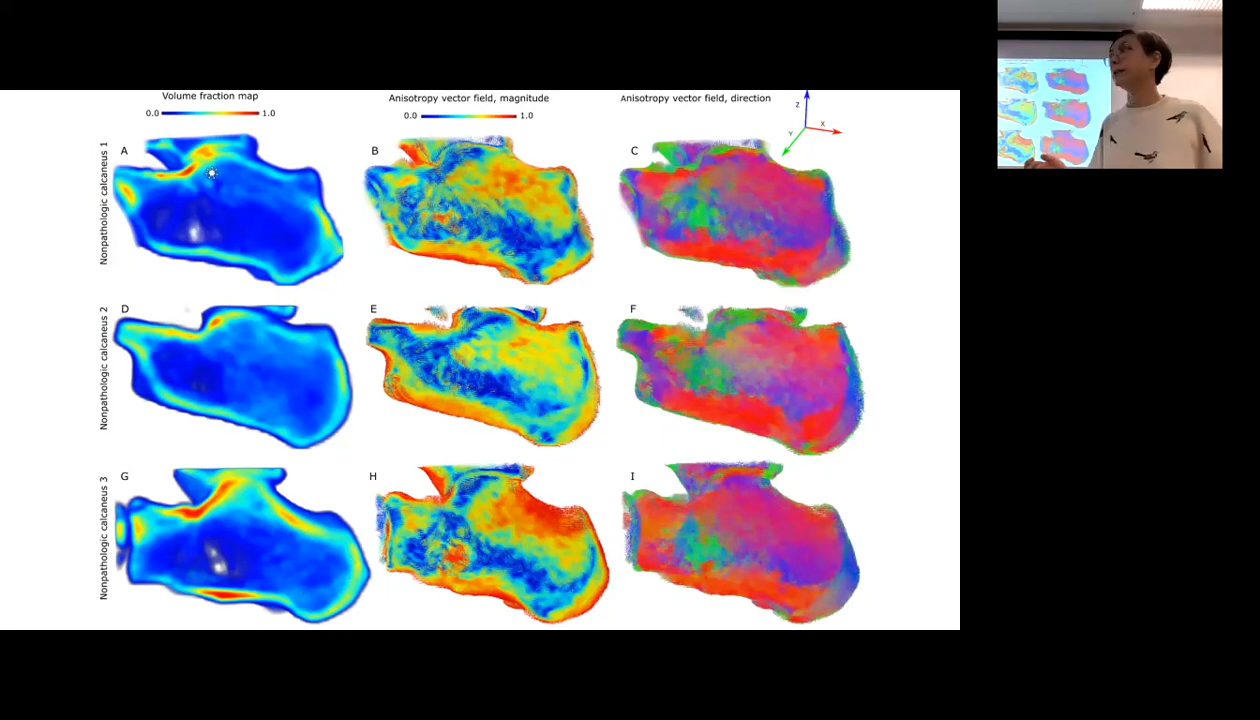 Volume fraction map
0.0 1.0
Anisotropy vector field, magnitude
0.0 1.0
Anisotropy vector field, direction
Z
X
Y
Nonpathologic calcaneus 1
A
B
C
Nonpathologic calcaneus 2
D
E
F
Nonpathologic calcaneus 3
G
H
I